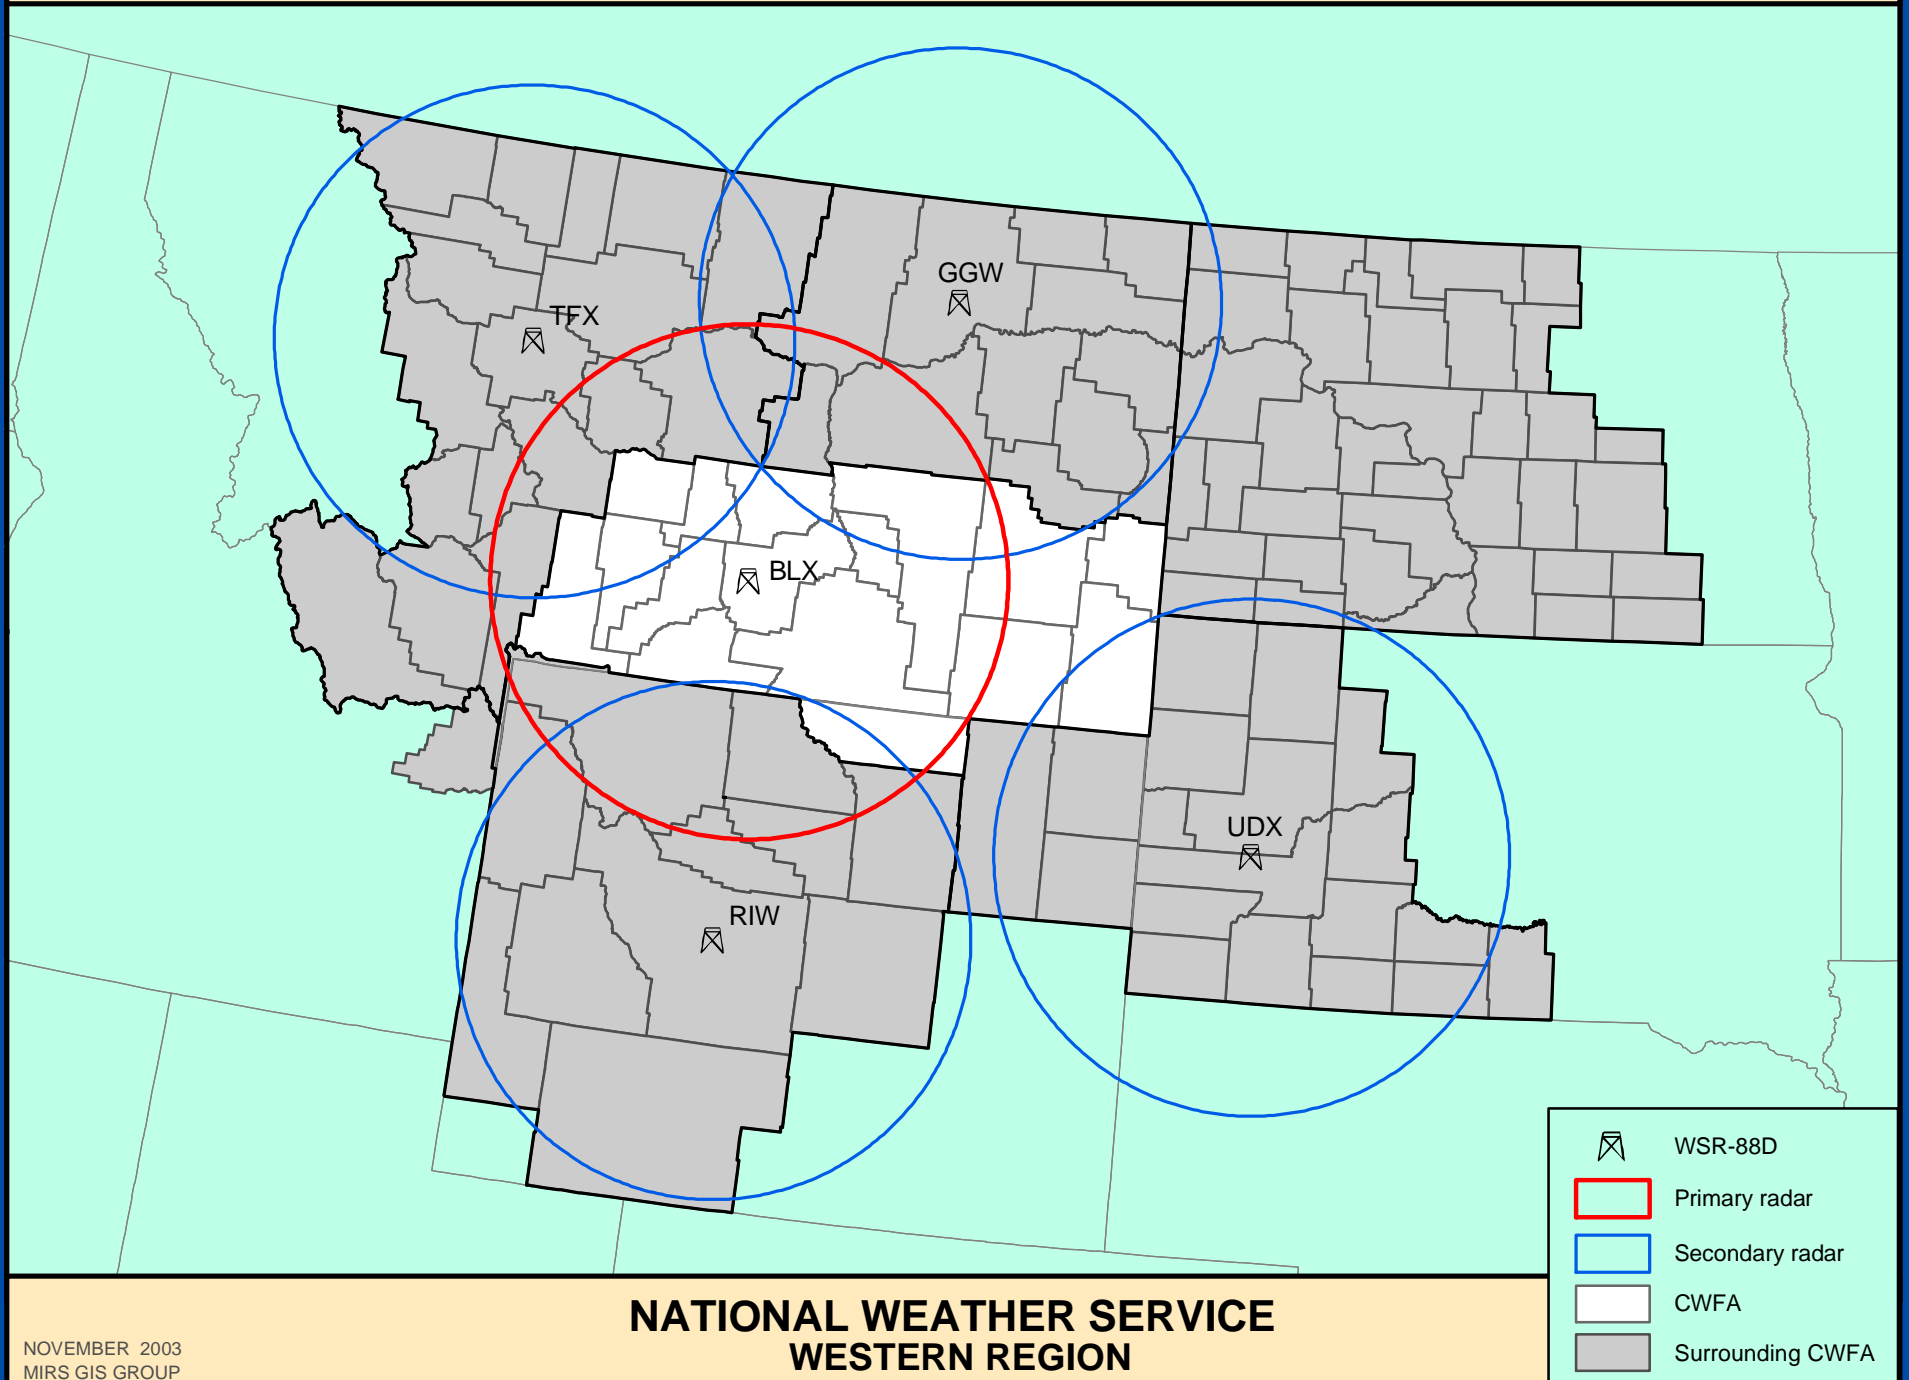 GGW
TFX
BLX
UDX
RIW
WSR-88D
Primary radar
Secondary radar
CWFA
Surrounding CWFA
NATIONAL WEATHER SERVICE
WESTERN REGION
NOVEMBER 2003
MIRS GIS GROUP